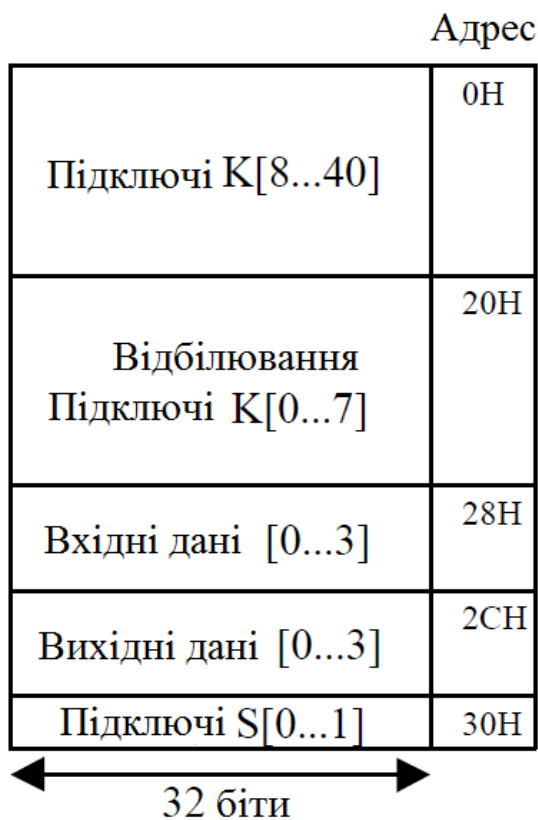 Адрес
Підключі K[8...40]
0H
Відбілювання
Підключі K[0...7]
20H
Вхідні дані [0...3]
28H
Вихідні дані [0...3]
2CH
Підключі S[0...1]
30H
32 біти